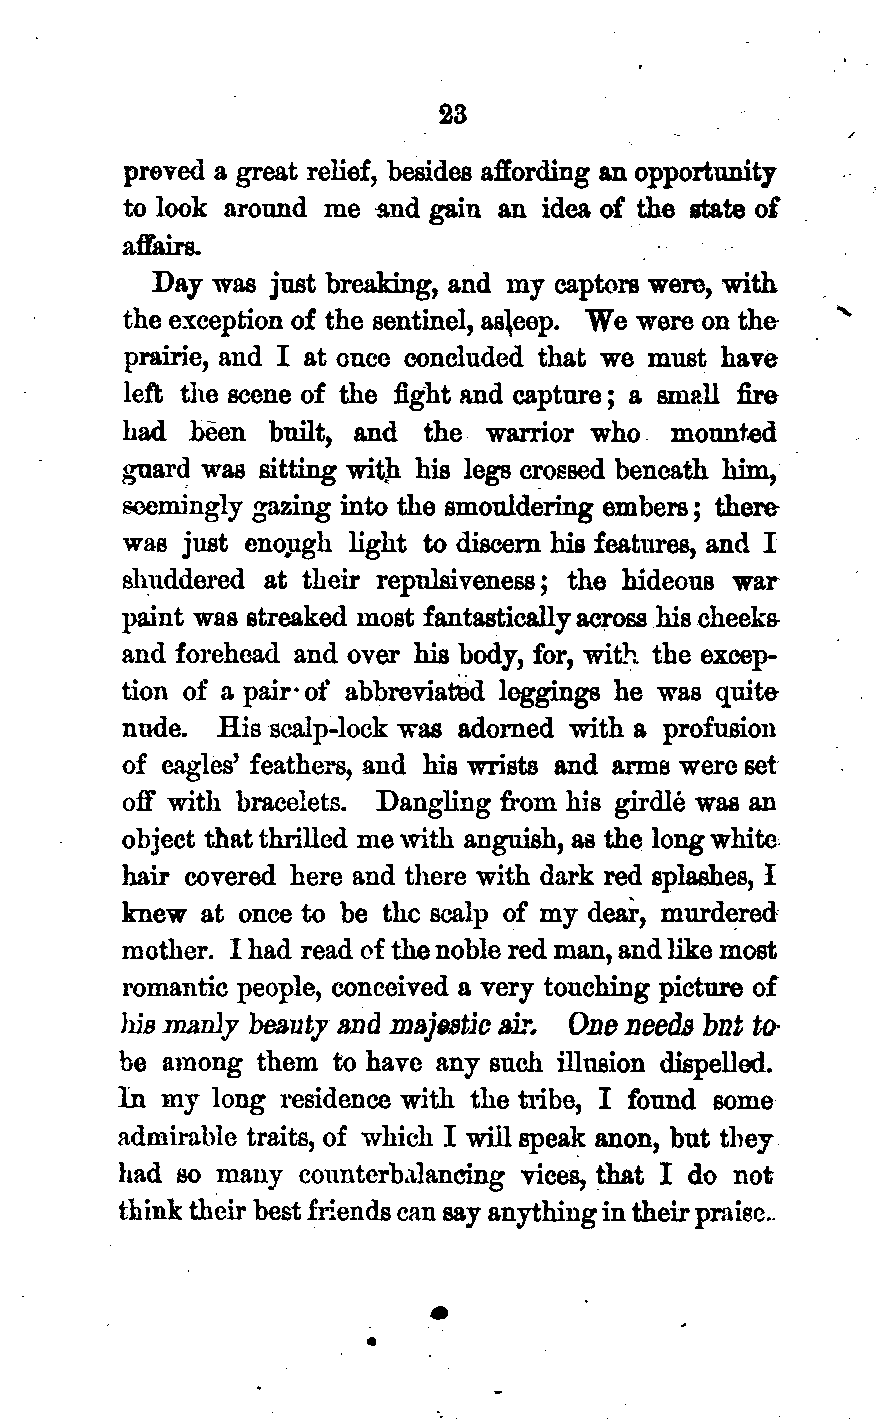 23
proved a great relief, besides affording an opportunity
to look around me and gain an idea of the state of
affairs.
Day was just breaking, and my captors were, with
the exception of the sentinel, asleep. We were on the
prairie, and I at once concluded that we must have
left the scene of the fight and capture; a small fire
had been built, and the warrior who mounted
guard was sitting with his legs crossed beneath him,
seemingly gazing into the smouldering embers; there
was just enough light to discern his features, and I
shuddered at their repulsiveness; the hideous war
paint was streaked most fantastically across his cheeks
and forehead and over his body, for, with the excep-
tion of a pair of abbreviated leggings he was quite
nude. His scalp-lock was adorned with a profusion
of eagles' feathers, and his wrists and arms were set
off with bracelets. Dangling from his girdle was an
object that thrilled me with anguish, as the long white
hair covered here and there with dark red splashes, I
knew at once to be the scalp of my dear, murdered
mother. I had read of the noble red man, and like most
romantic people, conceived a very touching picture of
his manly beauty and majestic air. One needs but to
be among them to have any such illusion dispelled.
In my long residence with the tribe, I found some
admirable traits, of which I will speak anon, but they
had so many counterbalancing vices, that I do not
think their best friends can say anything in their praise.